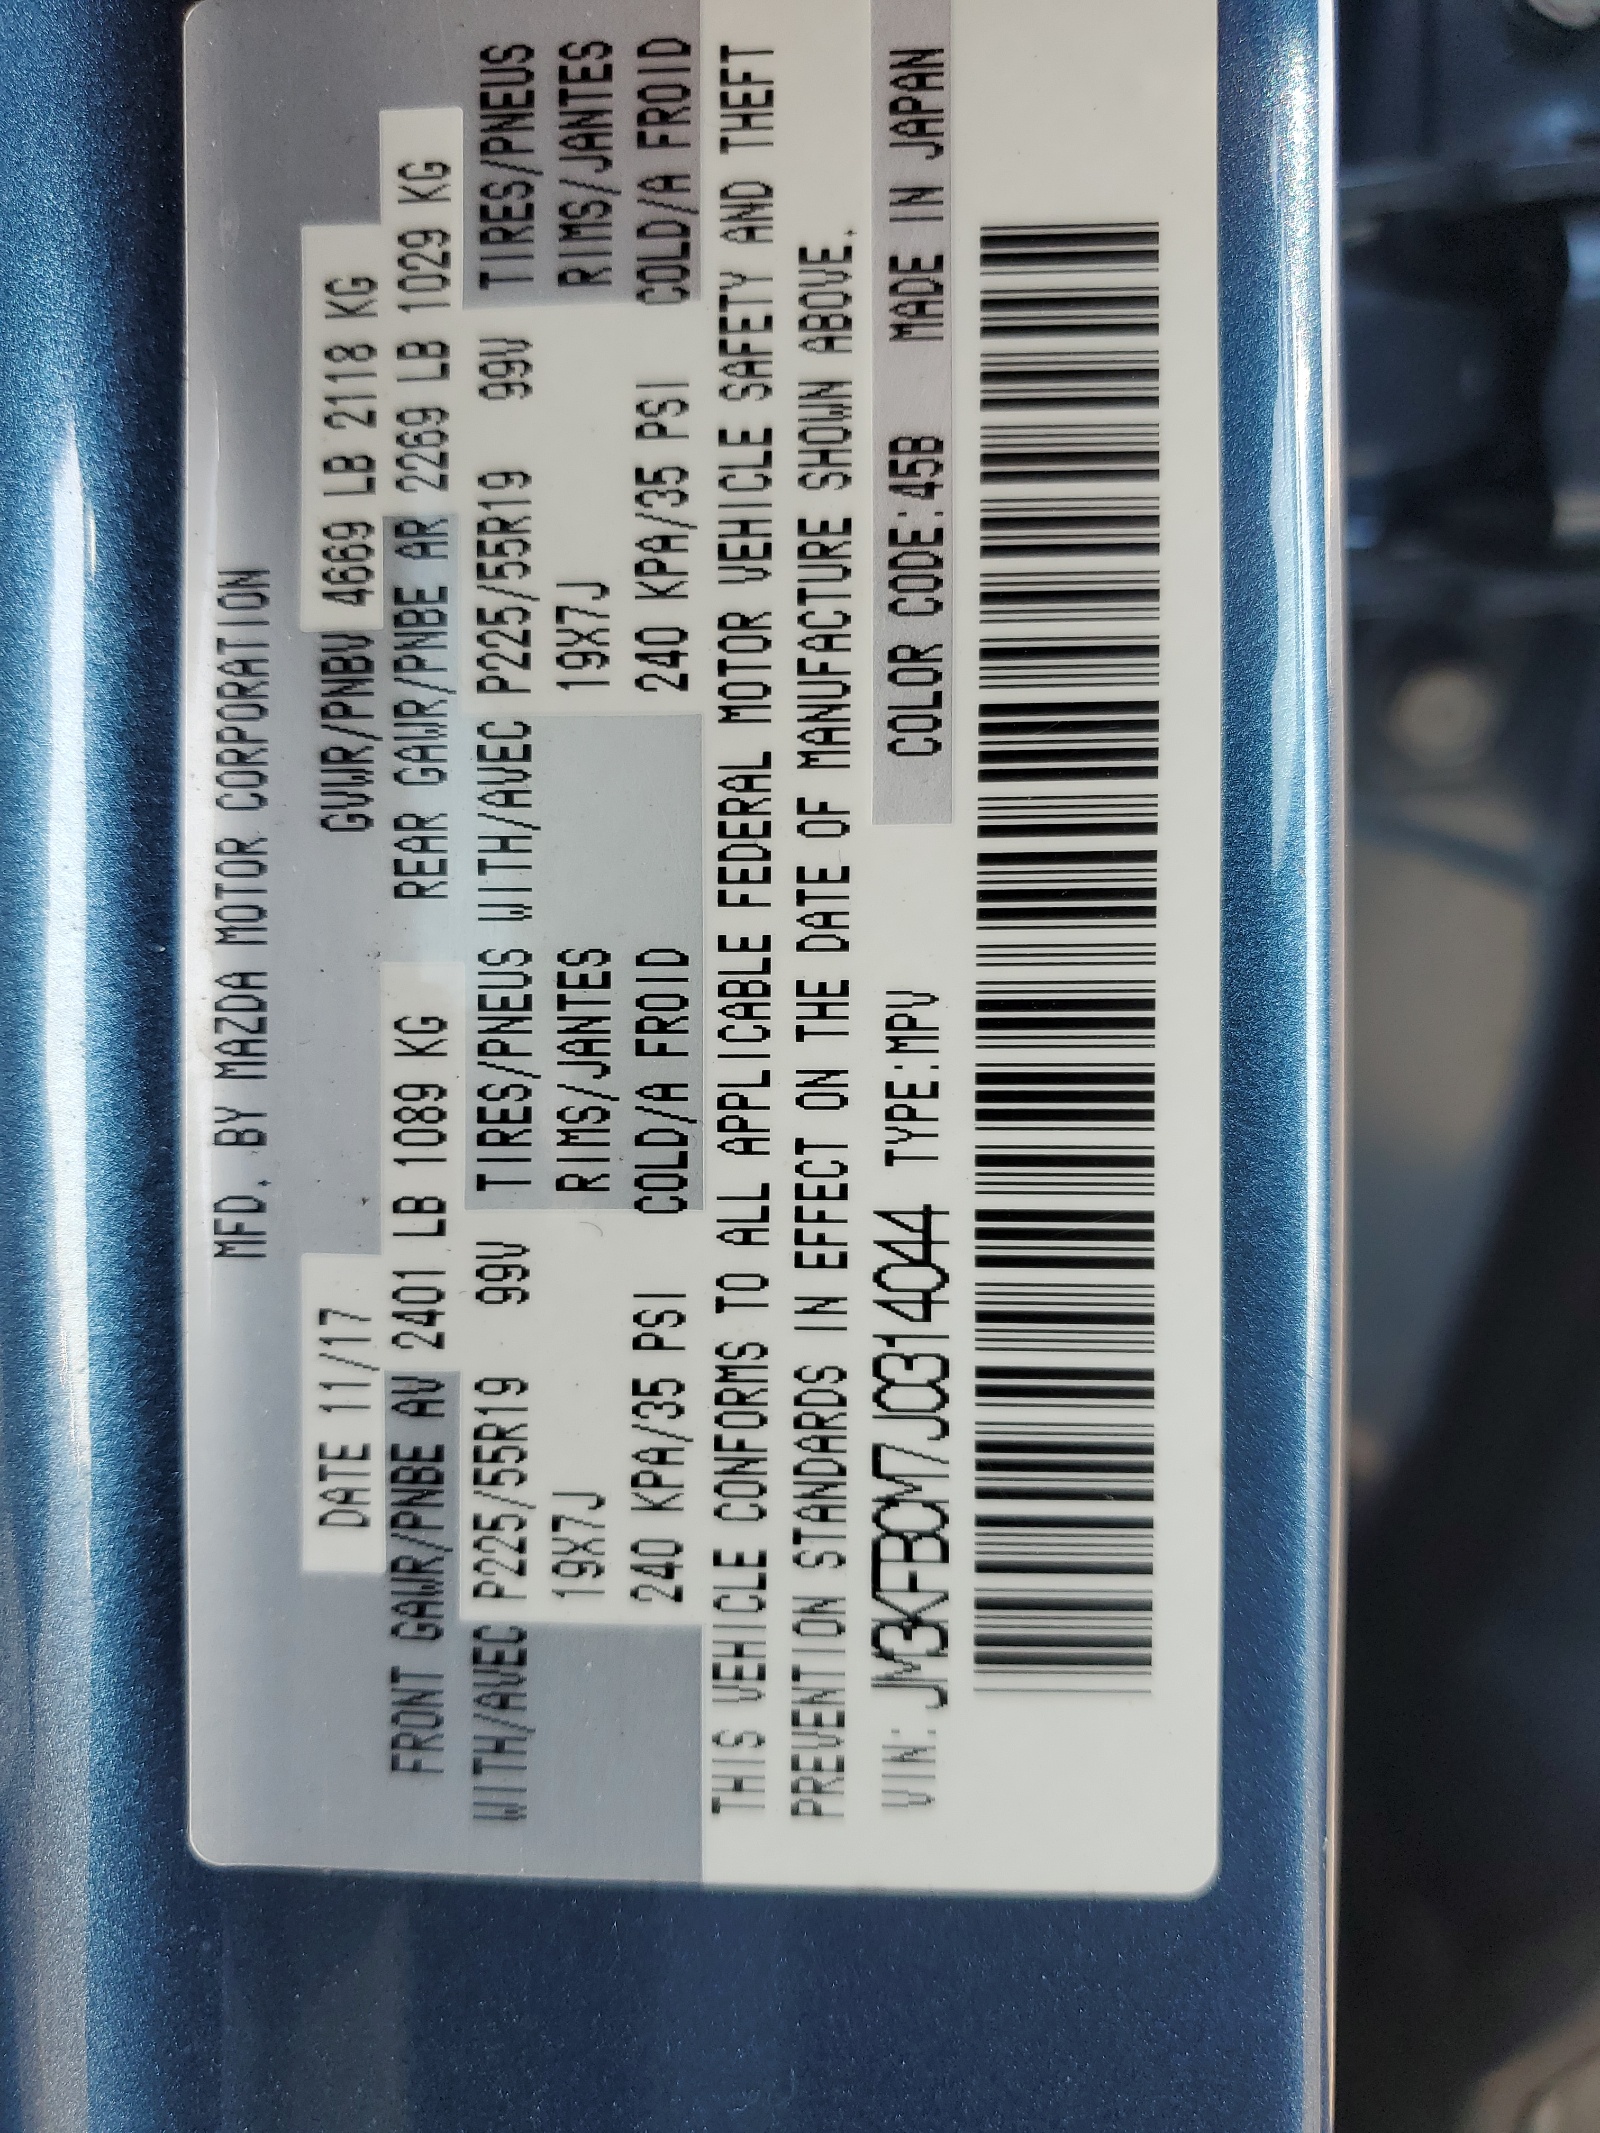 MFD. BY MAZDA MOTOR CORPORATION
DATE 11/17 GVWR/PNBV 4669 LB 2118 KG
FRONT GAWR/PNBE AV 2401 LB 1089 KG REAR GAWR/PNBE AR 2269 LB 1029 KG
WITH/AVEC P225/55R19 99V TIRES/PNEUS WITH/AVEC P225/55R19 99V TIRES/PNEUS
19X7J RIMS/JANTES 19X7J RIMS/JANTES
240 KPA/35 PSI COLD/A FROID 240 KPA/35 PSI COLD/A FROID
THIS VEHICLE CONFORMS TO ALL APPLICABLE FEDERAL MOTOR VEHICLE SAFETY AND THEFT
PREVENTION STANDARDS IN EFFECT ON THE DATE OF MANUFACTURE SHOWN ABOVE.
VIN: JM3KFBCM7J0314044 TYPE:MPV COLOR CODE:45B MADE IN JAPAN